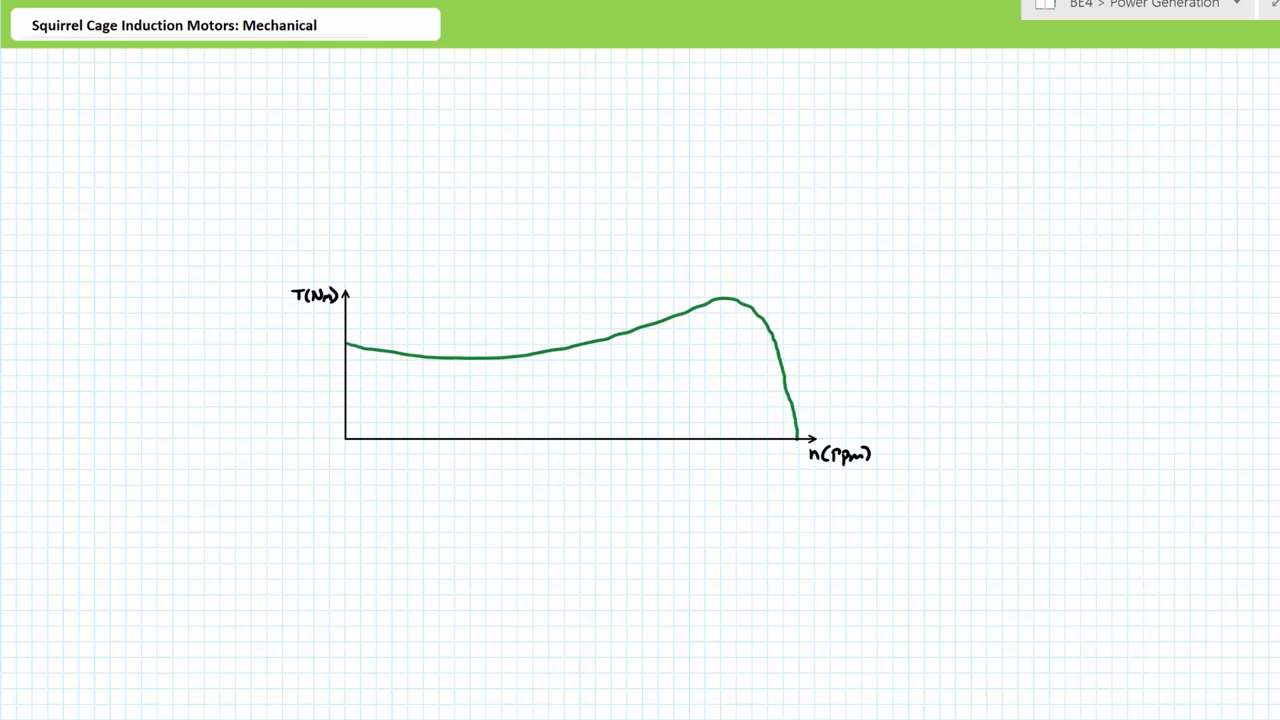 Squirrel Cage Induction Motors: Mechanical
BE4 > Power Generation
T(Nm)
n(rpm)